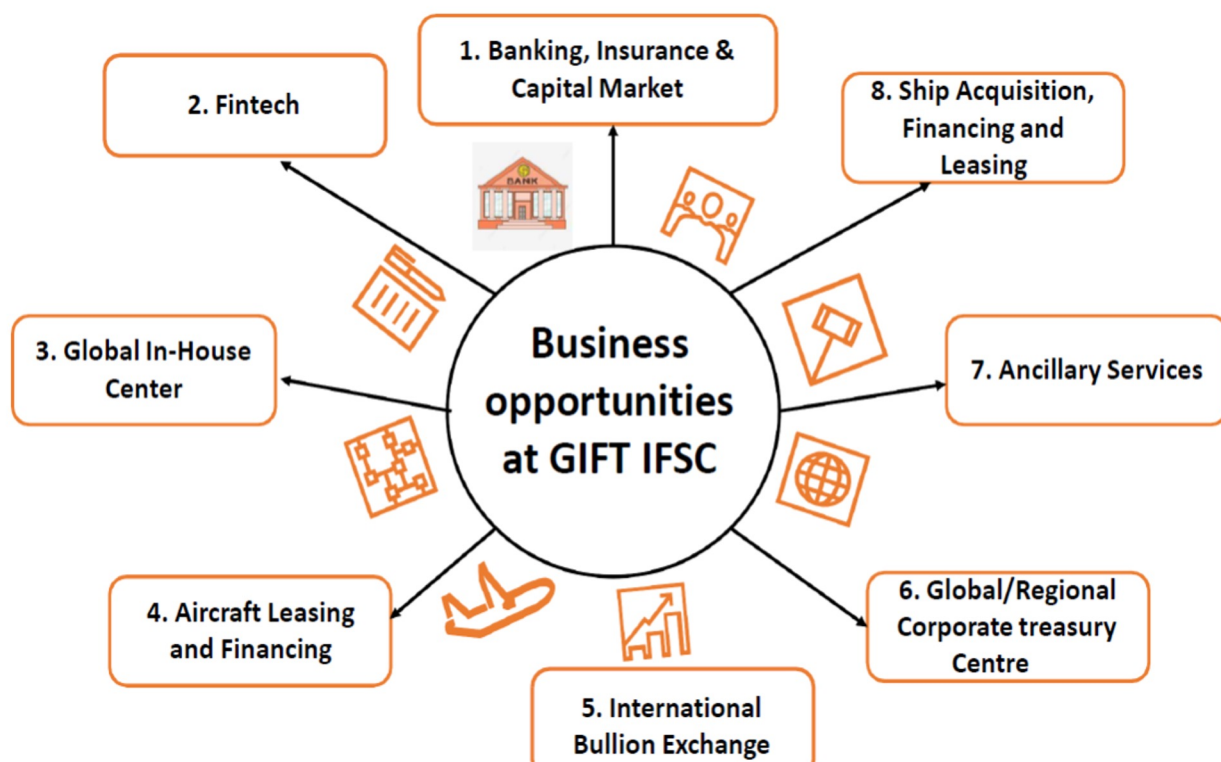 1. Banking, Insurance &
Capital Market
2. Fintech
8. Ship Acquisition,
Financing and
Leasing
BANK
Business
opportunities
at GIFT IFSC
3. Global In-House
Center
7. Ancillary Services
4. Aircraft Leasing
and Financing
6. Global/Regional
Corporate treasury
Centre
5. International
Bullion Exchange